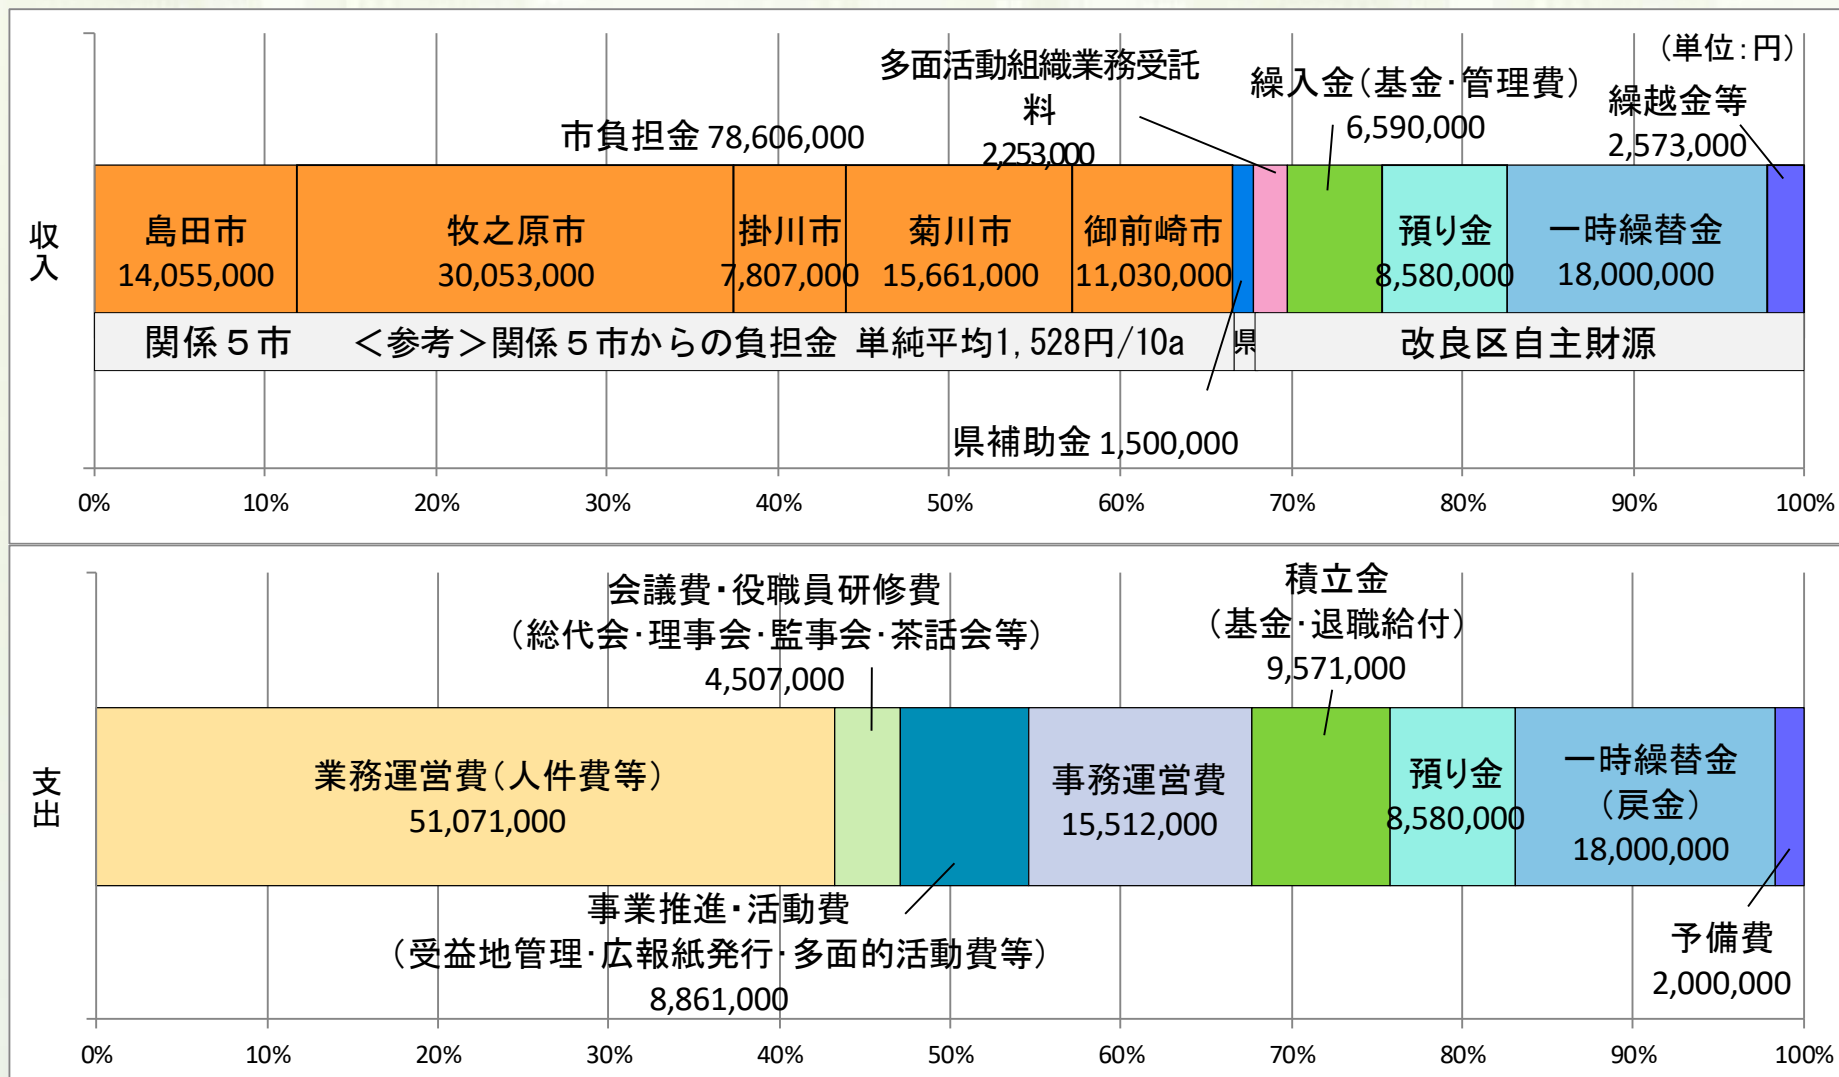 (単位:円)
多面活動組織業務受託
料
2,253,000
繰入金(基金・管理費)
6,590,000
繰越金等
2,573,000
市負担金 78,606,000
収入
島田市
14,055,000
牧之原市
30,053,000
掛川市
7,807,000
菊川市
15,661,000
御前崎市
11,030,000
預り金
8,580,000
一時繰替金
18,000,000
関係5市 <参考>関係5市からの負担金 単純平均1,528円/10a
県
改良区自主財源
県補助金 1,500,000
0% 10% 20% 30% 40% 50% 60% 70% 80% 90% 100%
会議費・役職員研修費
(総代会・理事会・監事会・茶話会等)
4,507,000
積立金
(基金・退職給付)
9,571,000
支出
業務運営費(人件費等)
51,071,000
事務運営費
15,512,000
預り金
8,580,000
一時繰替金
(戻金)
18,000,000
事業推進・活動費
(受益地管理・広報紙発行・多面的活動費等)
8,861,000
予備費
2,000,000
0% 10% 20% 30% 40% 50% 60% 70% 80% 90% 100%